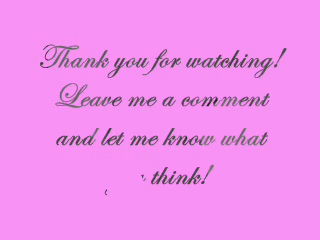 Thank you for watching!
Leave me a comment
and let me know what
think!